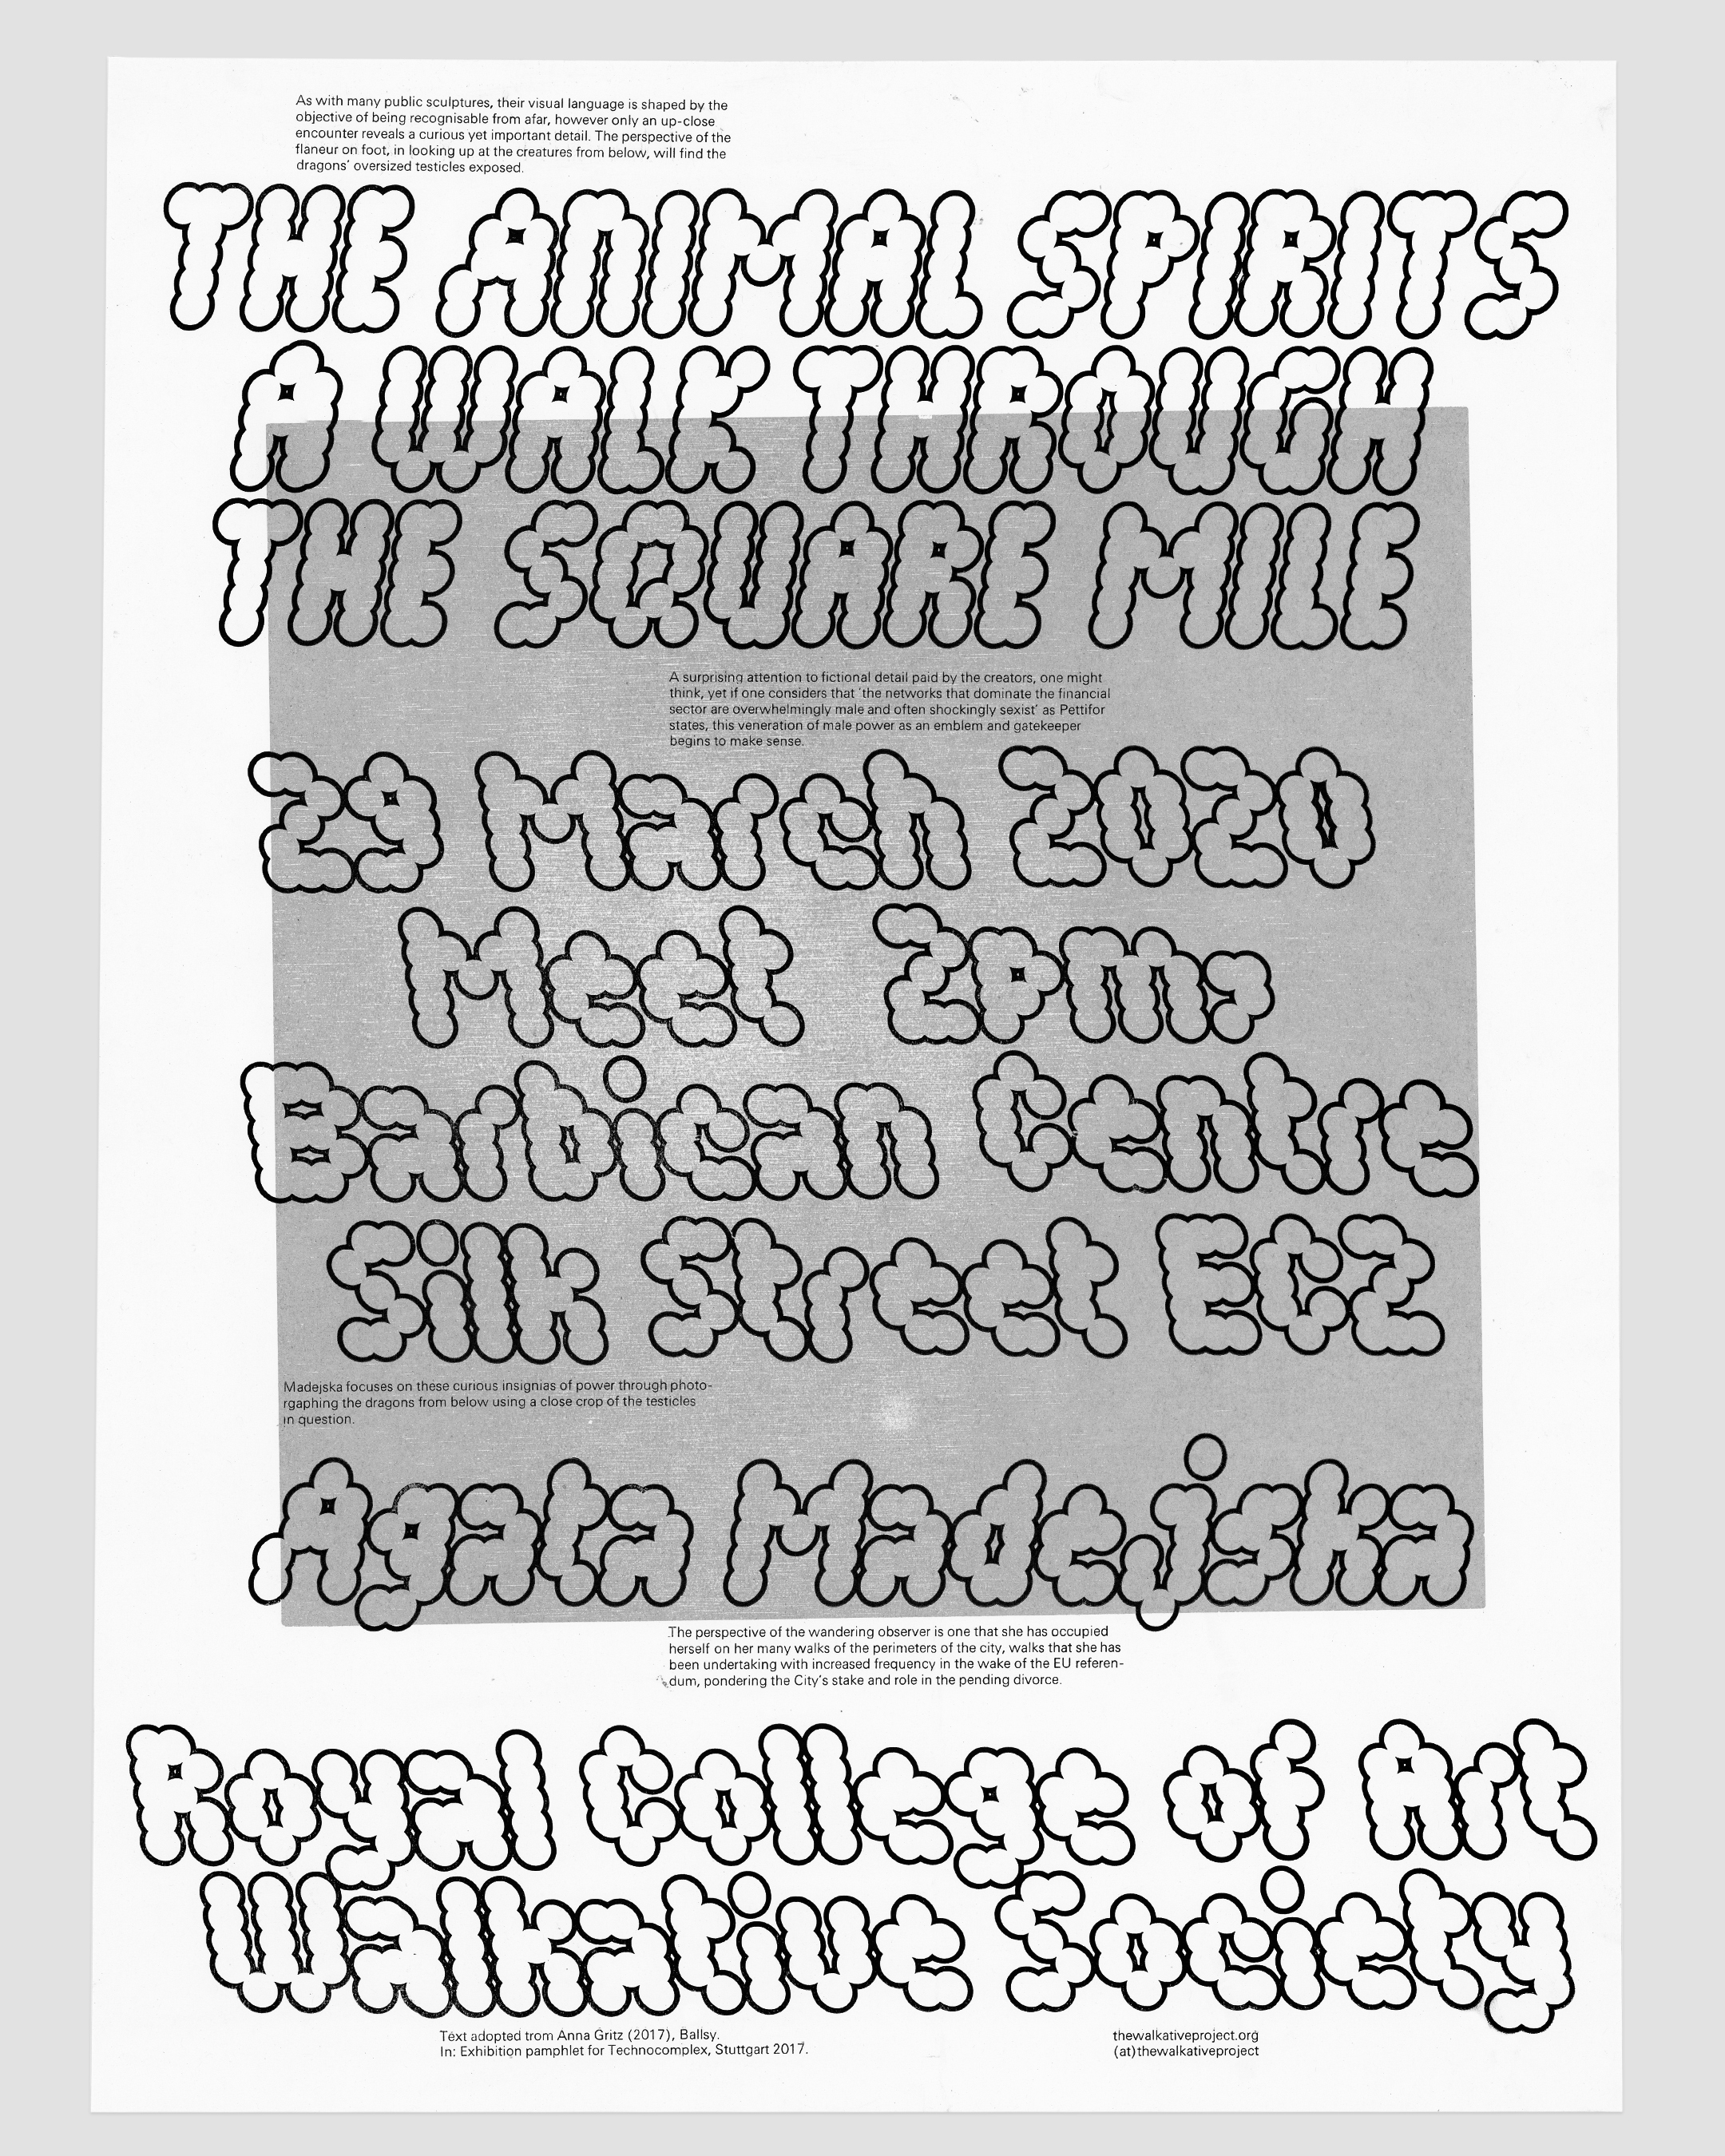 As with many public sculptures, their visual language is shaped by the
objective of being recognisable from afar, however only an up-close
encounter reveals a curious yet important detail. The perspective of the
flaneur on foot, in looking up at the creatures from below, will find the
dragons' oversized testicles exposed.
THE ANIMAL SPIRITS
A WALK THROUGH
THE SQUARE MILE
A surprising attention to fictional detail paid by the creators, one might
think, yet if one considers that 'the networks that dominate the financial
sector are overwhelmingly male and often shockingly sexist' as Pettifor
states, this veneration of male power as an emblem and gatekeeper
begins to make sense.
29 March 2020
Meet 2pm,
Barbican Centre
Silk Street EC2
Madejska focuses on these curious insignias of power through photo-
rgaphing the dragons from below using a close crop of the testicles
in question.
Agata Madejska
The perspective of the wandering observer is one that she has occupied
herself on her many walks of the perimeters of the city, walks that she has
been undertaking with increased frequency in the wake of the EU referen-
dum, pondering the City's stake and role in the pending divorce.
Royal College of Art
Walkative Society
Text adopted from Anna Gritz (2017), Ballsy.
In: Exhibition pamphlet for Technocomplex, Stuttgart 2017.
thewalkativeproject.org
(at)thewalkativeproject